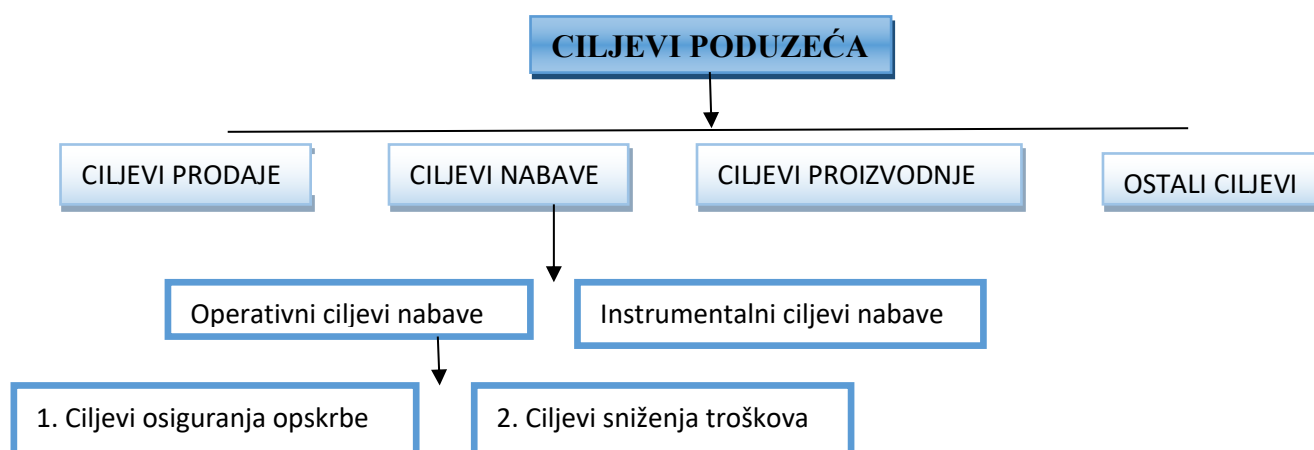 CILJEVI PODUZEĆA
CILJEVI PRODAJE
CILJEVI NABAVE
CILJEVI PROIZVODNJE
OSTALI CILJEVI
Operativni ciljevi nabave
Instrumentalni ciljevi nabave
1. Ciljevi osiguranja opskrbe
2. Ciljevi sniženja troškova